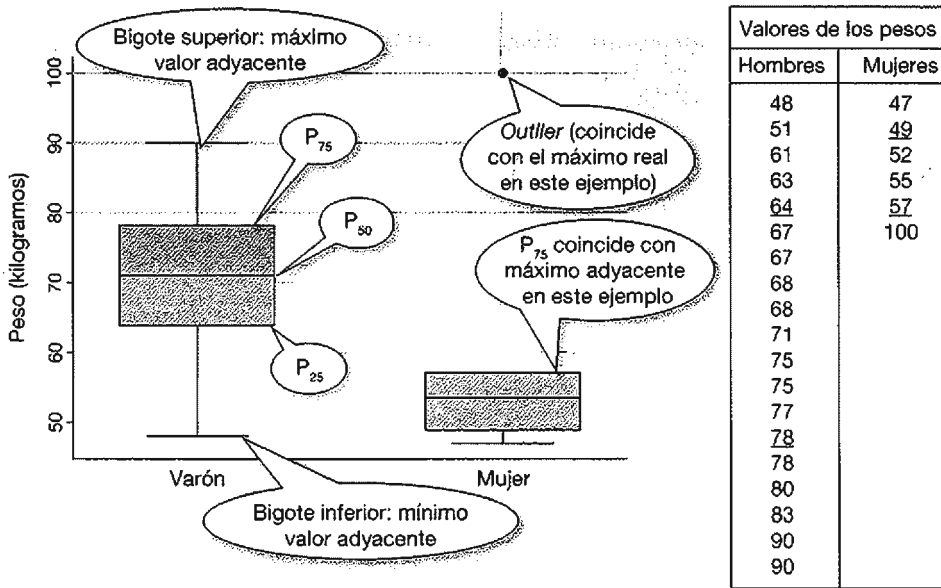 Bigote superior: máximo
valor adyacente
P75
Outlier (coincide
con el máximo real
en este ejemplo)
P50
P75 coincide con
máximo adyacente
en este ejemplo
P25
Bigote inferior: mínimo
valor adyacente
Peso (kilogramos)
100
90
80
70
60
50
Varón Mujer
Valores de los pesos
Hombres Mujeres
48 47
51 49
61 52
63 55
64 57
67 100
67
68
68
71
75
75
77
78
78
80
83
90
90